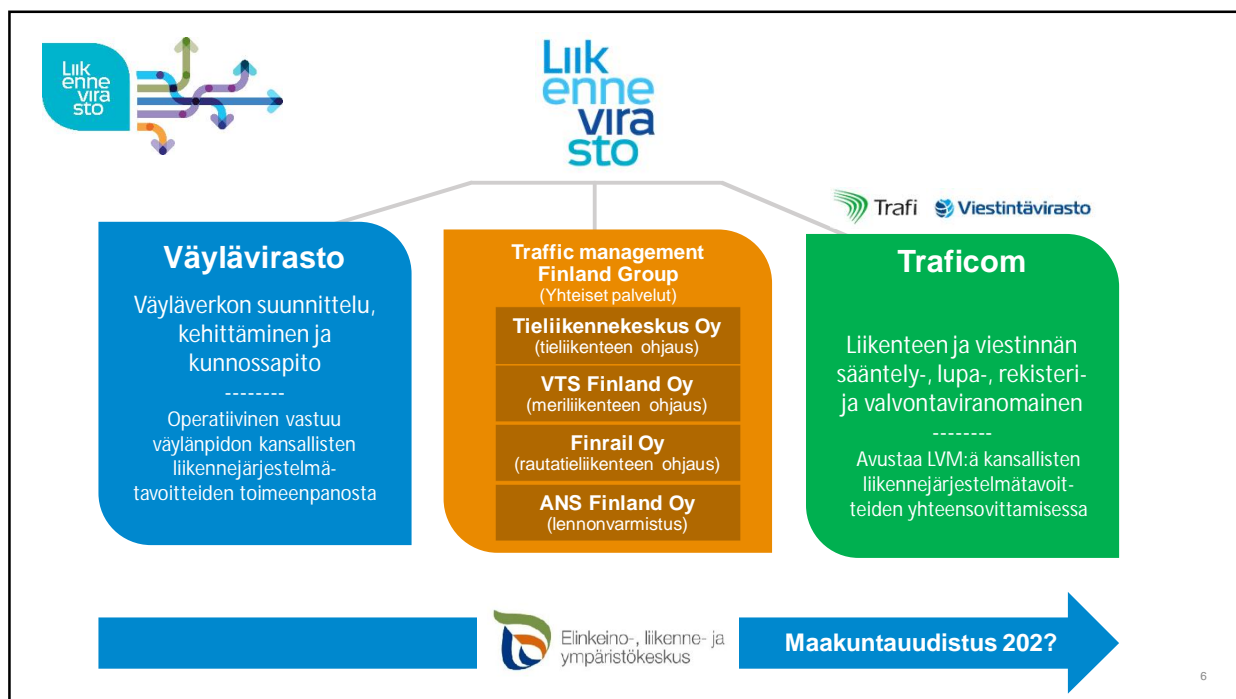 Liik
enne
vira
sto
Liik
enne
vira
sto
Trafi Viestintävirasto
Väylävirasto
Väyläverkon suunnittelu,
kehittäminen ja
kunnossapito
--------
Operatiivinen vastuu
väylänpidon kansallisten
liikennejärjestelmä-
tavoitteiden toimeenpanosta
Traffic management
Finland Group
(Yhteiset palvelut)
Tieliikennekeskus Oy
(tieliikenteen ohjaus)
VTS Finland Oy
(meriliikenteen ohjaus)
Finrail Oy
(rautatieliikenteen ohjaus)
ANS Finland Oy
(lennonvarmistus)
Traficom
Liikenteen ja viestinnän
sääntely-, lupa-, rekisteri-
ja valvontaviranomainen
--------
Avustaa LVM:ä kansallisten
liikennejärjestelmätavoit-
teiden yhteensovittamisessa
Elinkeino-, liikenne- ja
ympäristökeskus
Maakuntauudistus 202?
6